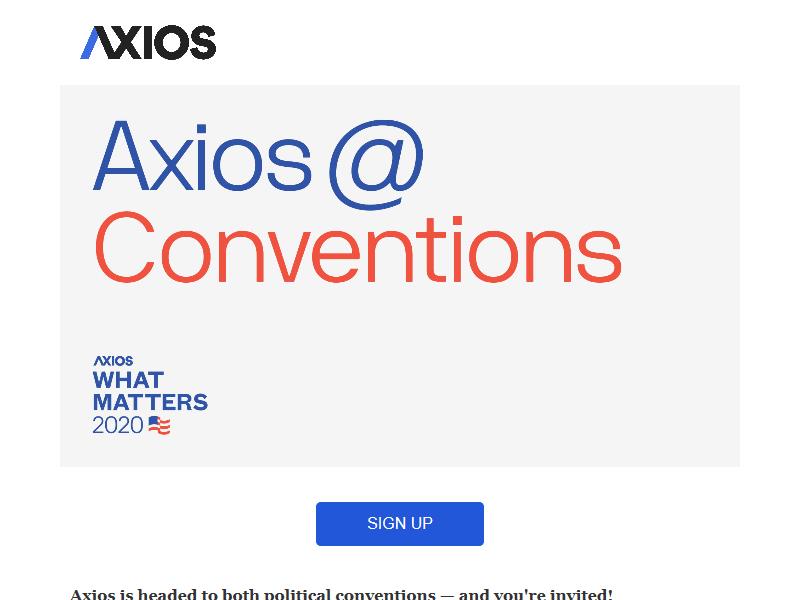 AXIOS
Axios @
Conventions
AXIOS
WHAT
MATTERS
2020
SIGN UP
Axios is headed to both political conventions — and you're invited!